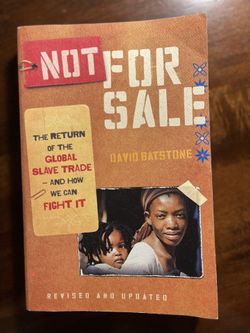 NOT FOR
SALE
DAVID BATSTONE
THE RETURN
OF THE
GLOBAL
SLAVE TRADE
—AND HOW
WE CAN
FIGHT IT
REVISED AND UPDATED